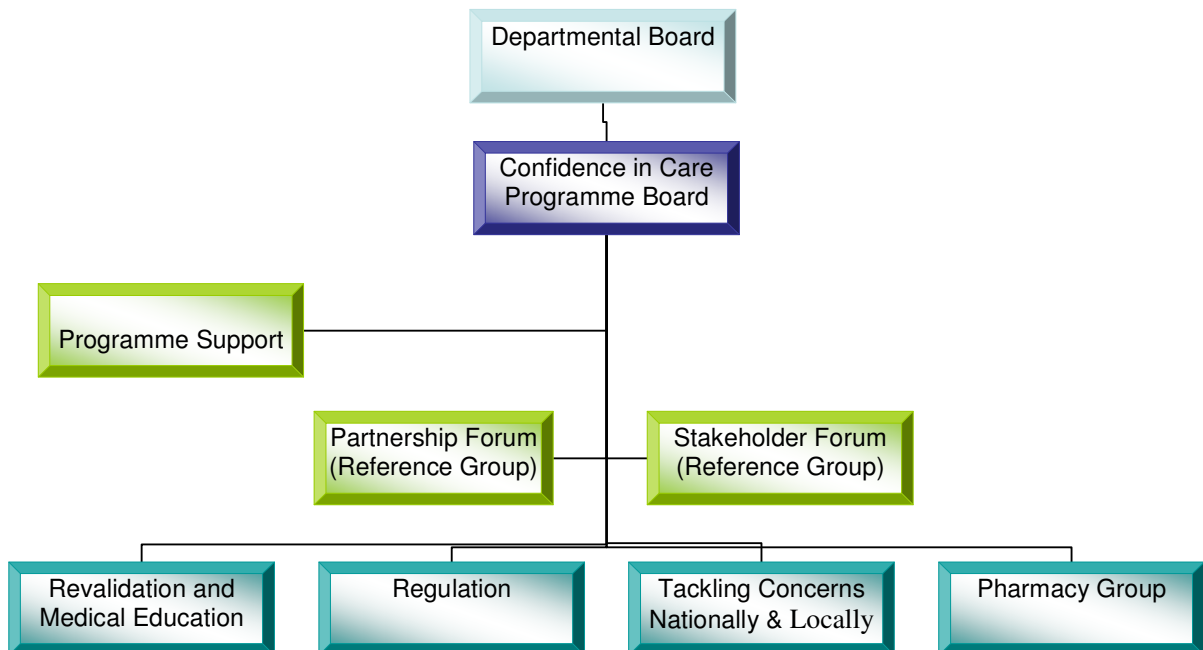 Departmental Board
Confidence in Care
Programme Board
Programme Support
Partnership Forum
(Reference Group)
Stakeholder Forum
(Reference Group)
Revalidation and
Medical Education
Regulation
Tackling Concerns
Nationally & Locally
Pharmacy Group